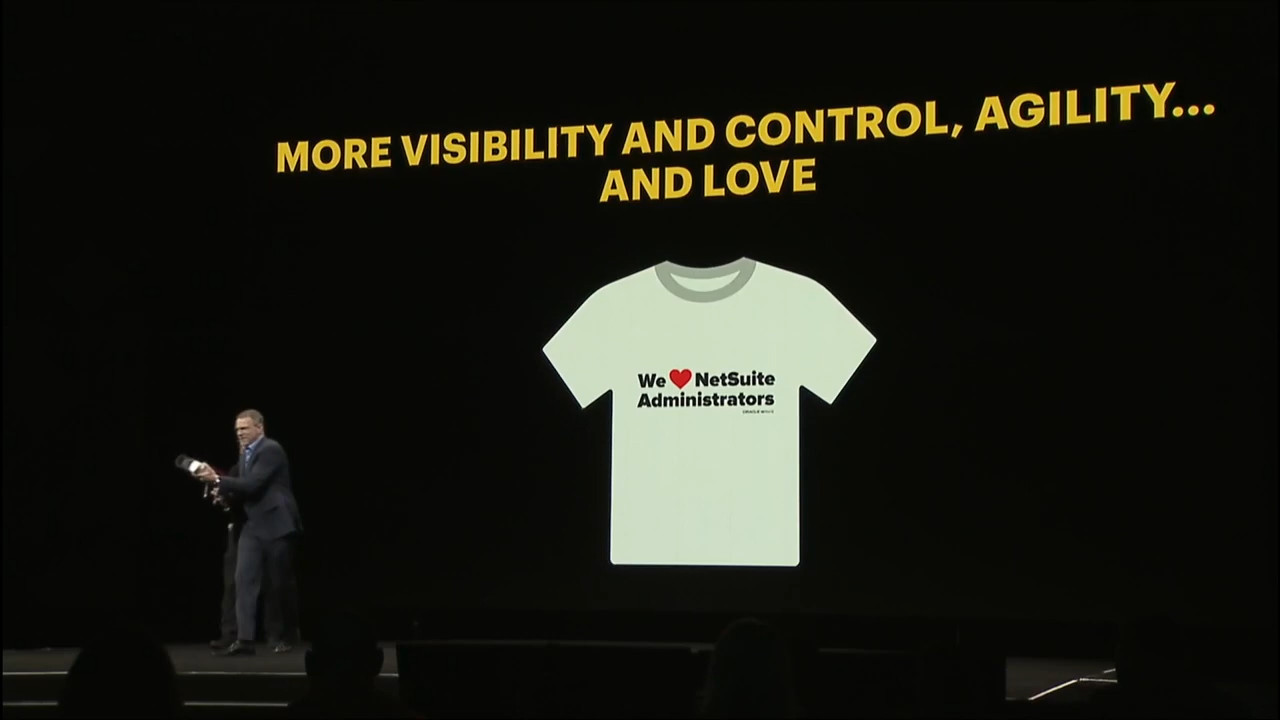 MORE VISIBILITY AND CONTROL, AGILITY...
AND LOVE
We ❤ NetSuite
Administrators